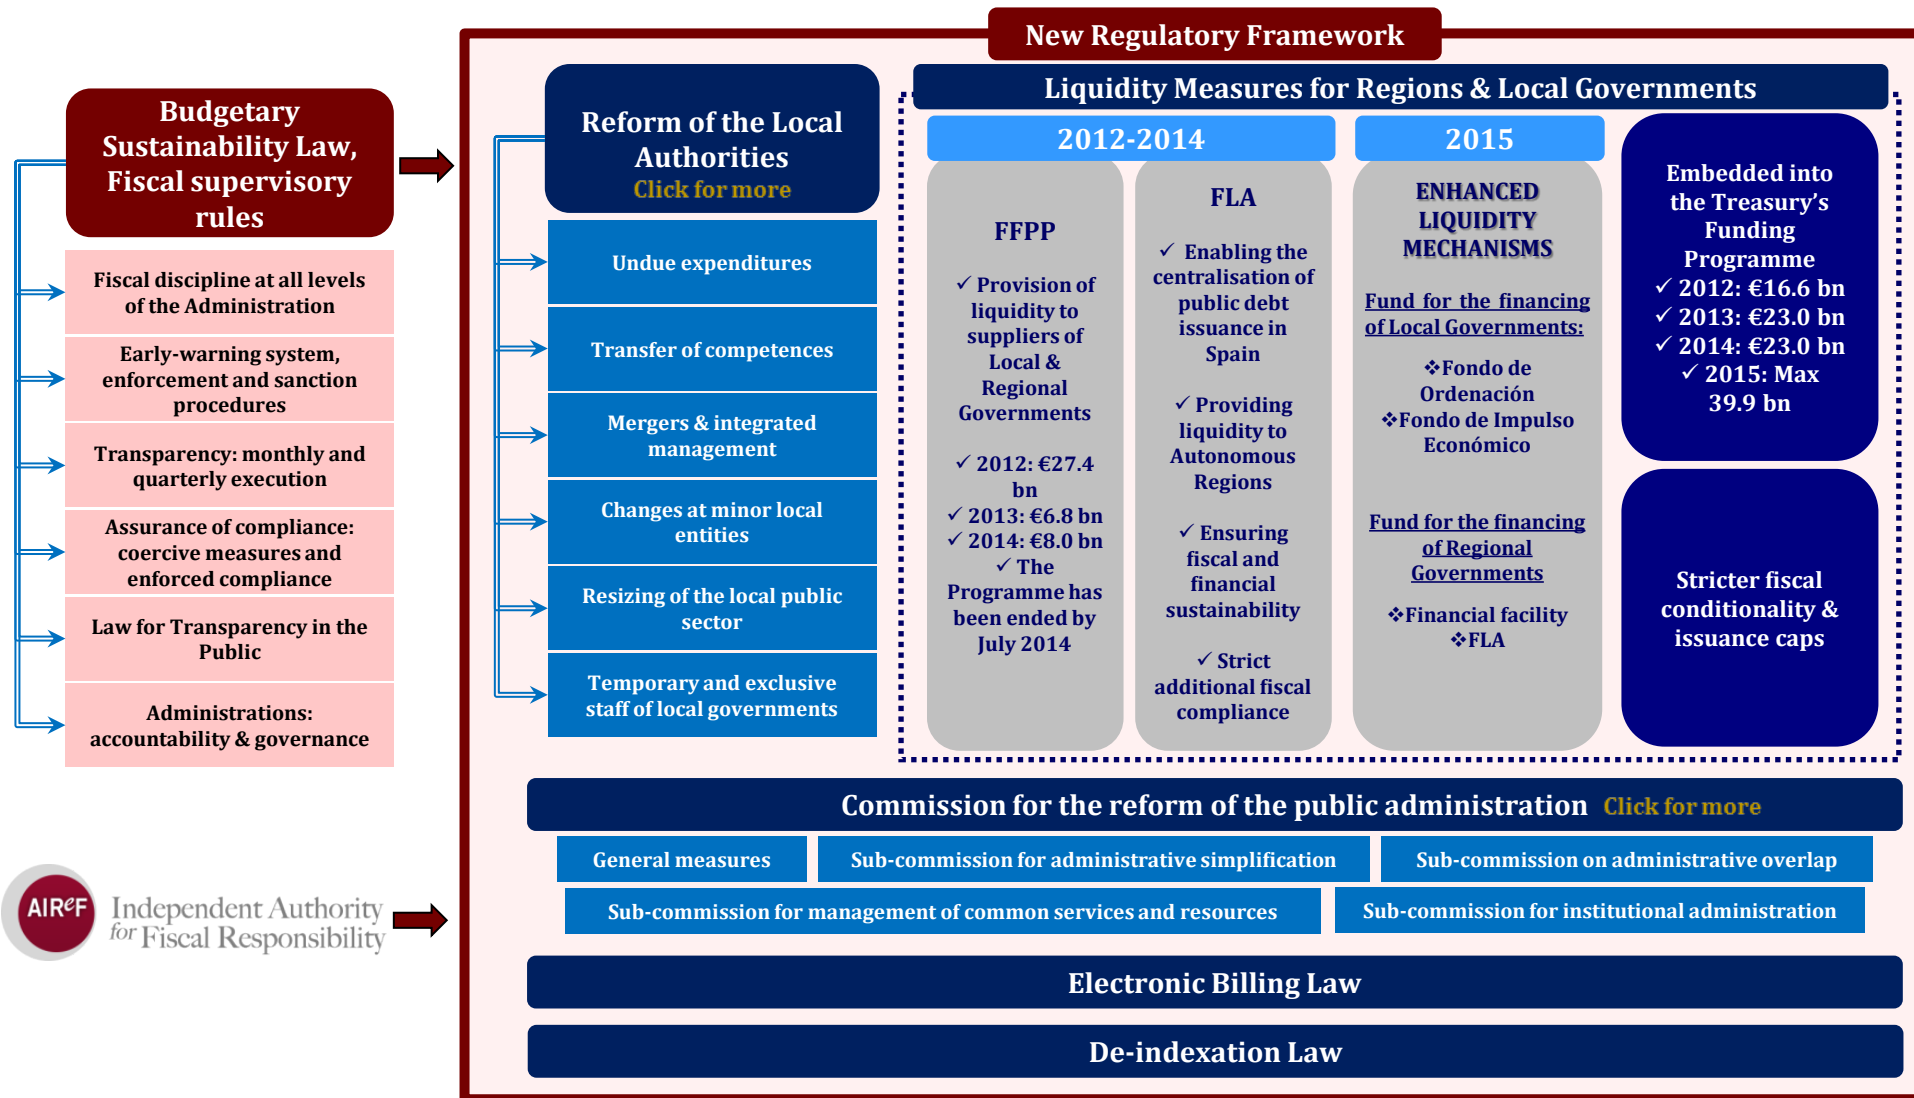 New Regulatory Framework
Budgetary
Sustainability Law,
Fiscal supervisory
rules
Fiscal discipline at all levels
of the Administration
Early-warning system,
enforcement and sanction
procedures
Transparency: monthly and
quarterly execution
Assurance of compliance:
coercive measures and
enforced compliance
Law for Transparency in the
Public
Administrations:
accountability & governance
AIReF
Independent Authority
for Fiscal Responsibility
Reform of the Local
Authorities
Click for more
Undue expenditures
Transfer of competences
Mergers & integrated
management
Changes at minor local
entities
Resizing of the local public
sector
Temporary and exclusive
staff of local governments
Liquidity Measures for Regions & Local Governments
2012-2014
FFPP
✓ Provision of
liquidity to
suppliers of
Local &
Regional
Governments
✓ 2012: €27.4
bn
✓ 2013: €6.8 bn
✓ 2014: €8.0 bn
✓ The
Programme has
been ended by
July 2014
FLA
✓ Enabling the
centralisation of
public debt
issuance in
Spain
✓ Providing
liquidity to
Autonomous
Regions
✓ Ensuring
fiscal and
financial
sustainability
✓ Strict
additional fiscal
compliance
2015
ENHANCED
LIQUIDITY
MECHANISMS
Fund for the financing
of Local Governments:
❖Fondo de
Ordenación
❖Fondo de Impulso
Económico
Fund for the financing
of Regional
Governments
❖Financial facility
❖FLA
Embedded into
the Treasury’s
Funding
Programme
✓ 2012: €16.6 bn
✓ 2013: €23.0 bn
✓ 2014: €23.0 bn
✓ 2015: Max
39.9 bn
Stricter fiscal
conditionality &
issuance caps
Commission for the reform of the public administration Click for more
General measures
Sub-commission for administrative simplification
Sub-commission on administrative overlap
Sub-commission for management of common services and resources
Sub-commission for institutional administration
Electronic Billing Law
De-indexation Law